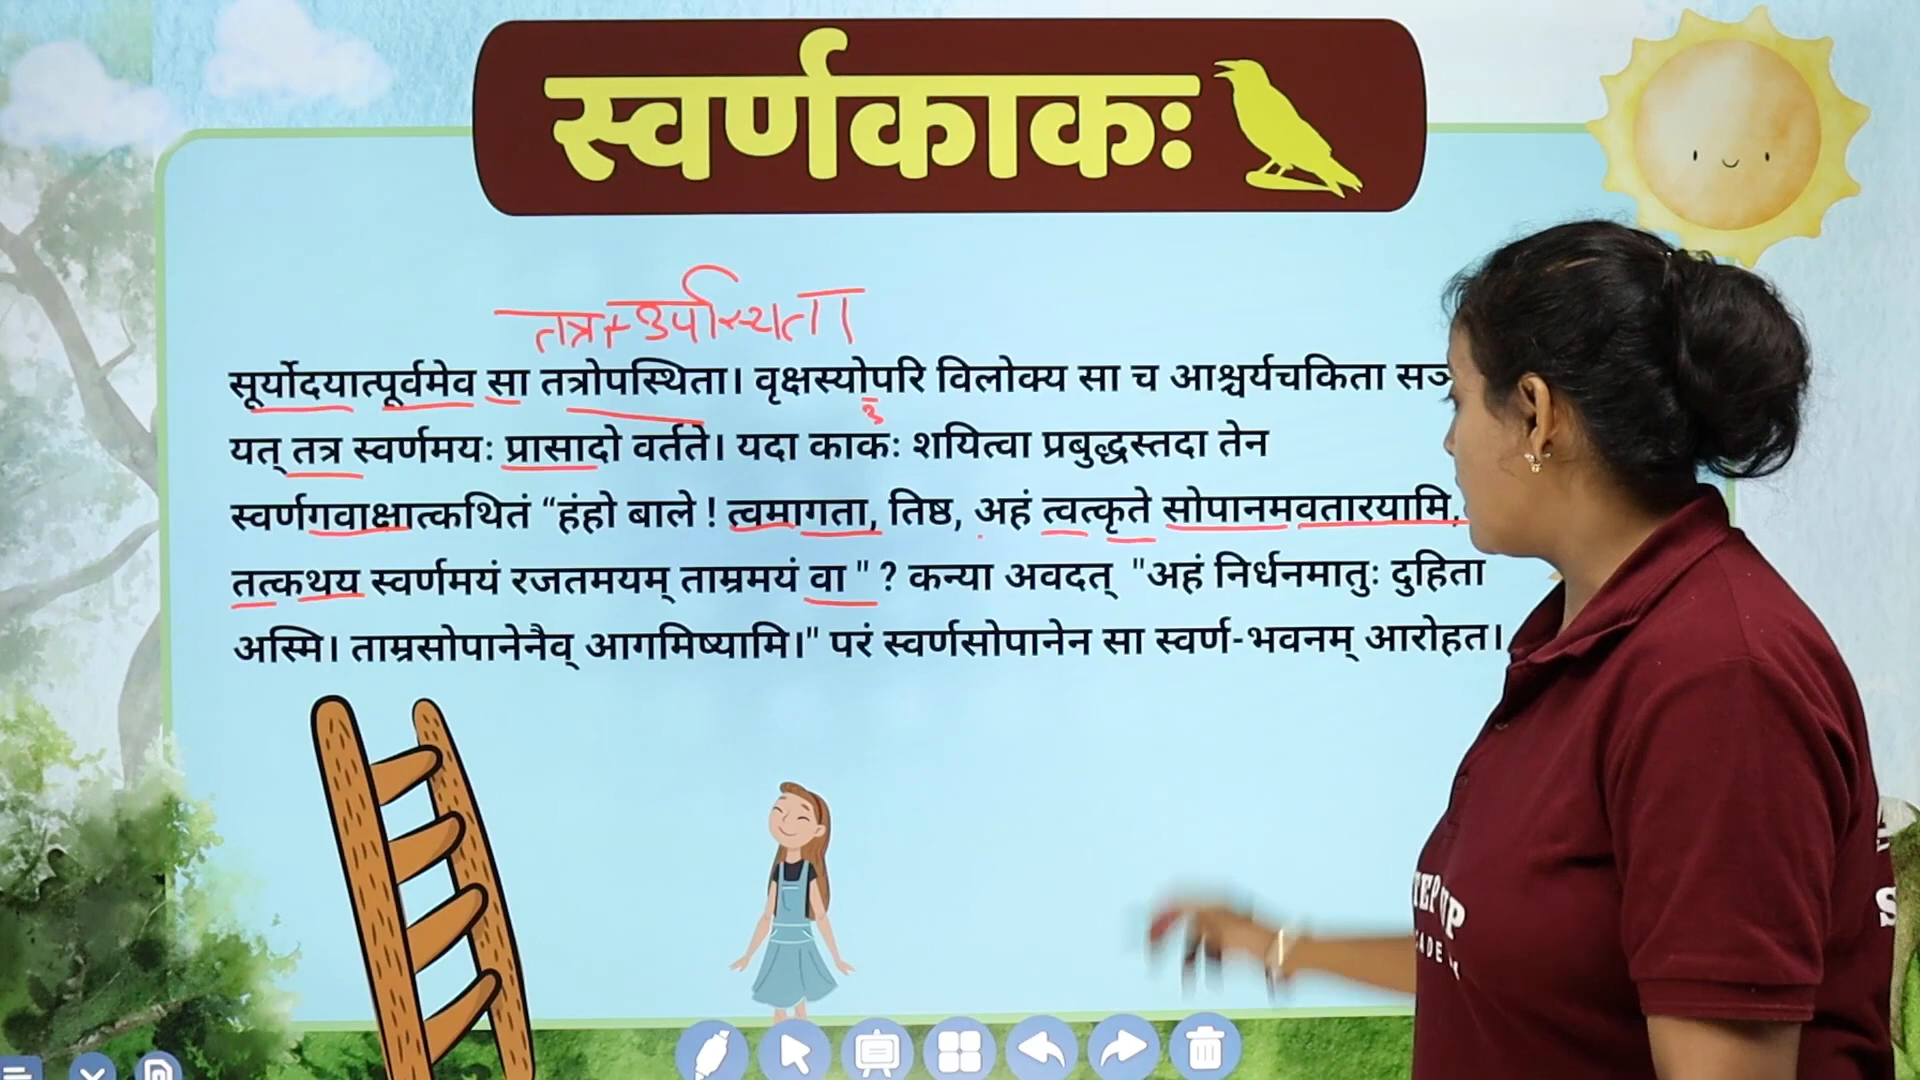 स्वर्णकाकः
तत्र+उपस्थिता
सूर्योदयात्पूर्वमेव सा तत्रोपस्थिता। वृक्षस्योपरि विलोक्य सा च आश्चर्यचकिता
उ
यत् तत्र स्वर्णमयः प्रासादो वर्तते। यदा काकः शयित्वा प्रबुद्धस्तदा तेन
स्वर्णगवाक्षात्कथितं “हंहो बाले ! त्वमागता, तिष्ठ, अहं त्वत्कृते सोपानमवतारयामि,
तत्कथय स्वर्णमयं रजतमयम् ताम्रमयं वा " ? कन्या अवदत् "अहं निर्धनमातुः दुहिता
अस्मि। ताम्रसोपानेनैव् आगमिष्यामि।" परं स्वर्णसोपानेन सा स्वर्ण-भवनम् आरोहत।